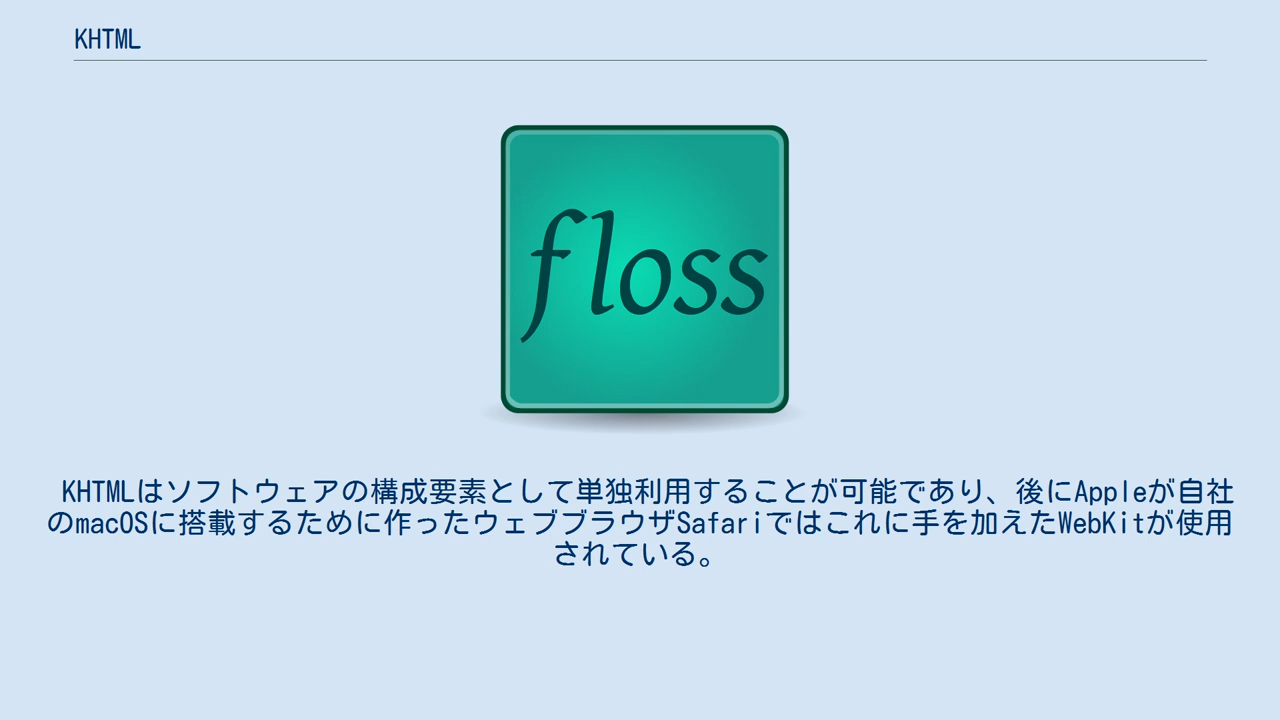 KHTML
floss
KHTMLはソフトウェアの構成要素として単独利用することが可能であり、後にAppleが自社
のmacOSに搭載するために作ったウェブブラウザSafariではこれに手を加えたWebKitが使用
されている。